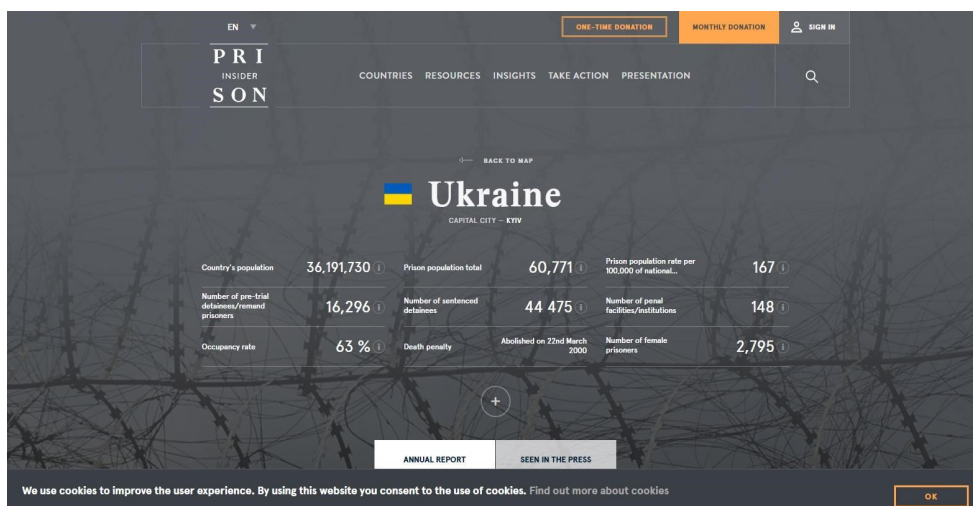 EN
ONE-TIME DONATION
MONTHLY DONATION
SIGN IN
PRI
INSIDER
SON
COUNTRIES RESOURCES INSIGHTS TAKE ACTION PRESENTATION
BACK TO MAP
Ukraine
CAPITAL CITY – KYIV
Country's population 36,191,730 i
Prison population total 60,771 i
Prison population rate per
100,000 of national... 167 i
Number of pre-trial
detainees/remand
prisoners 16,296 i
Number of sentenced
detainees 44 475 i
Number of penal
facilities/institutions 148 i
Occupancy rate 63 % i
Death penalty Abolished on 22nd March
2000
Number of female
prisoners 2,795 i
+
ANNUAL REPORT
SEEN IN THE PRESS
We use cookies to improve the user experience. By using this website you consent to the use of cookies. Find out more about cookies
OK